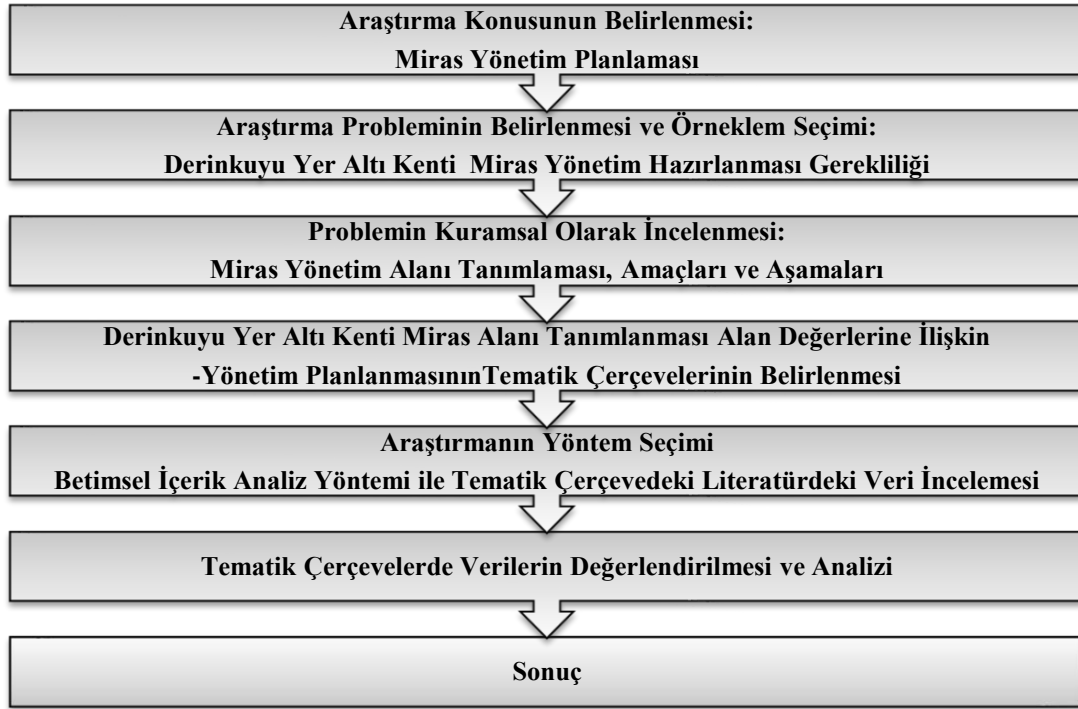 Araştırma Konusunun Belirlenmesi:
Miras Yönetim Planlaması
Araştırma Probleminin Belirlenmesi ve Örneklem Seçimi:
Derinkuyu Yer Altı Kenti  Miras Yönetim Hazırlanması Gerekliliği
Problemin Kuramsal Olarak İncelenmesi:
Miras Yönetim Alanı Tanımlaması, Amaçları ve Aşamaları
Derinkuyu Yer Altı Kenti Miras Alanı Tanımlanması Alan Değerlerine İlişkin
-Yönetim PlanlanmasınınTematik Çerçevelerinin Belirlenmesi
Araştırmanın Yöntem Seçimi
Betimsel İçerik Analiz Yöntemi ile Tematik Çerçevedeki Literatürdeki Veri İncelemesi
Tematik Çerçevelerde Verilerin Değerlendirilmesi ve Analizi
Sonuç